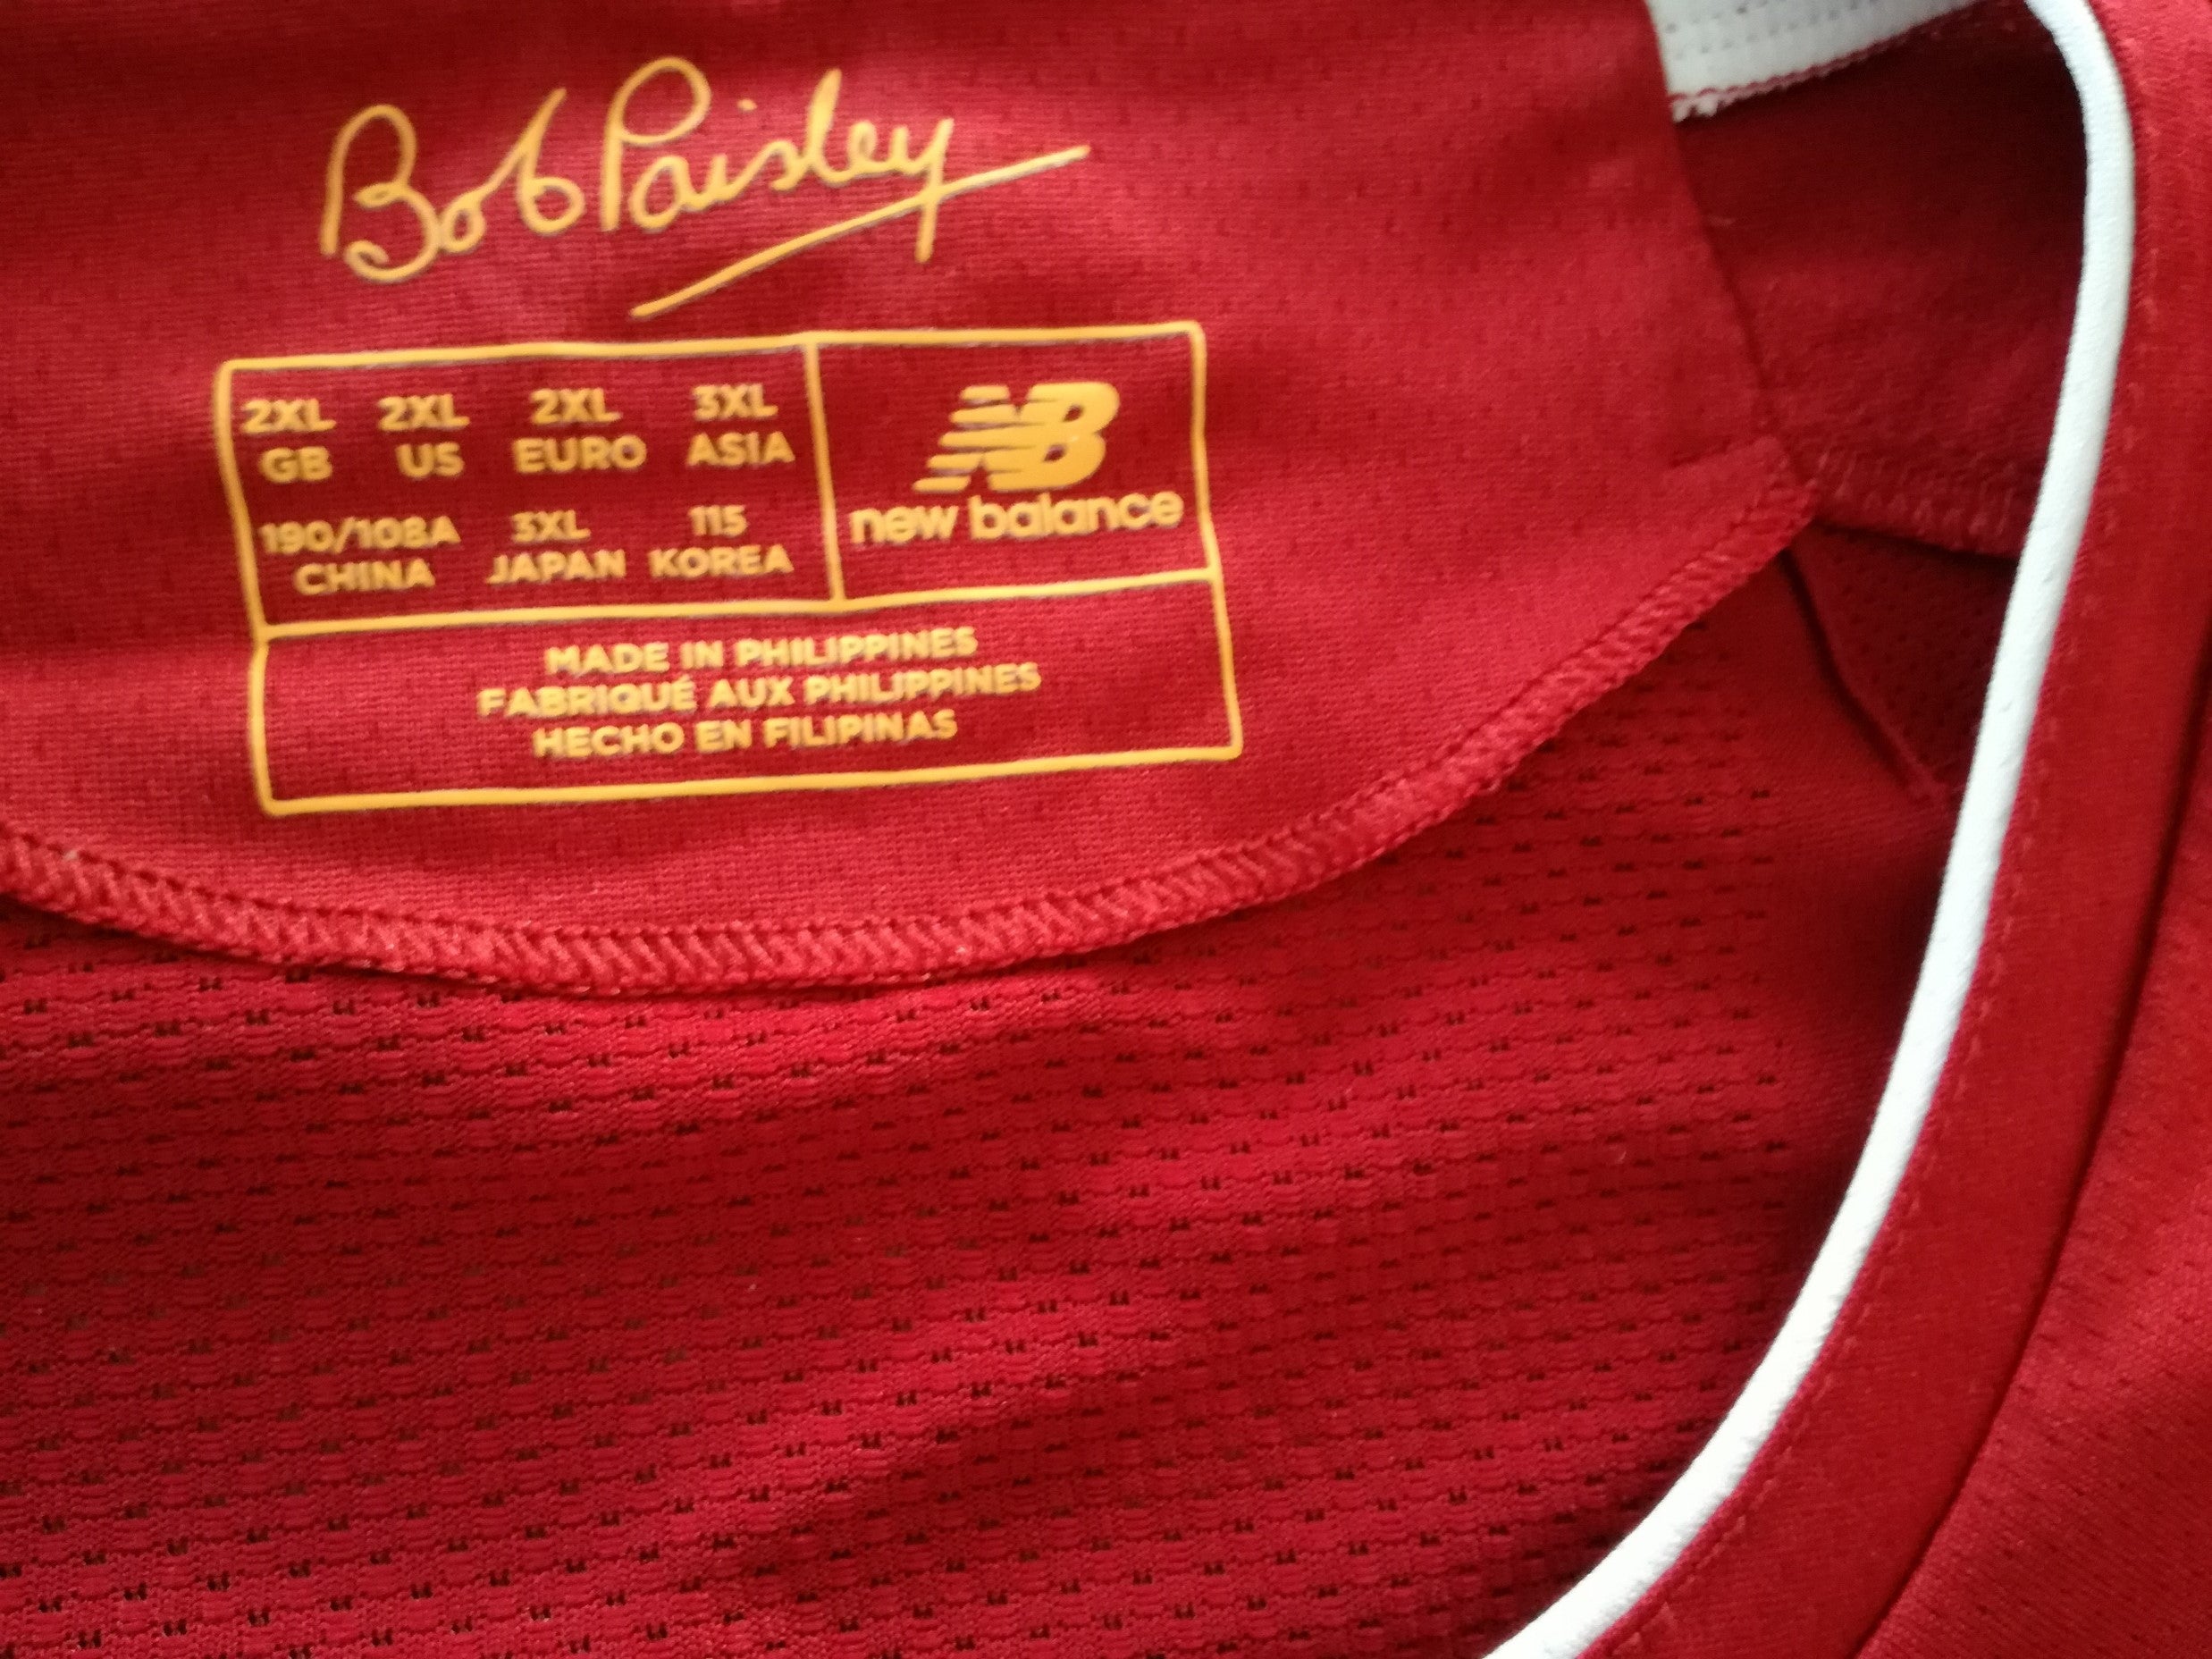 Bob Paisley
2XL 2XL 2XL 3XL
GB US EURO ASIA
190/108A 3XL 115
CHINA JAPAN KOREA
NB
new balance
MADE IN PHILIPPINES
FABRIQUÉ AUX PHILIPPINES
HECHO EN FILIPINAS